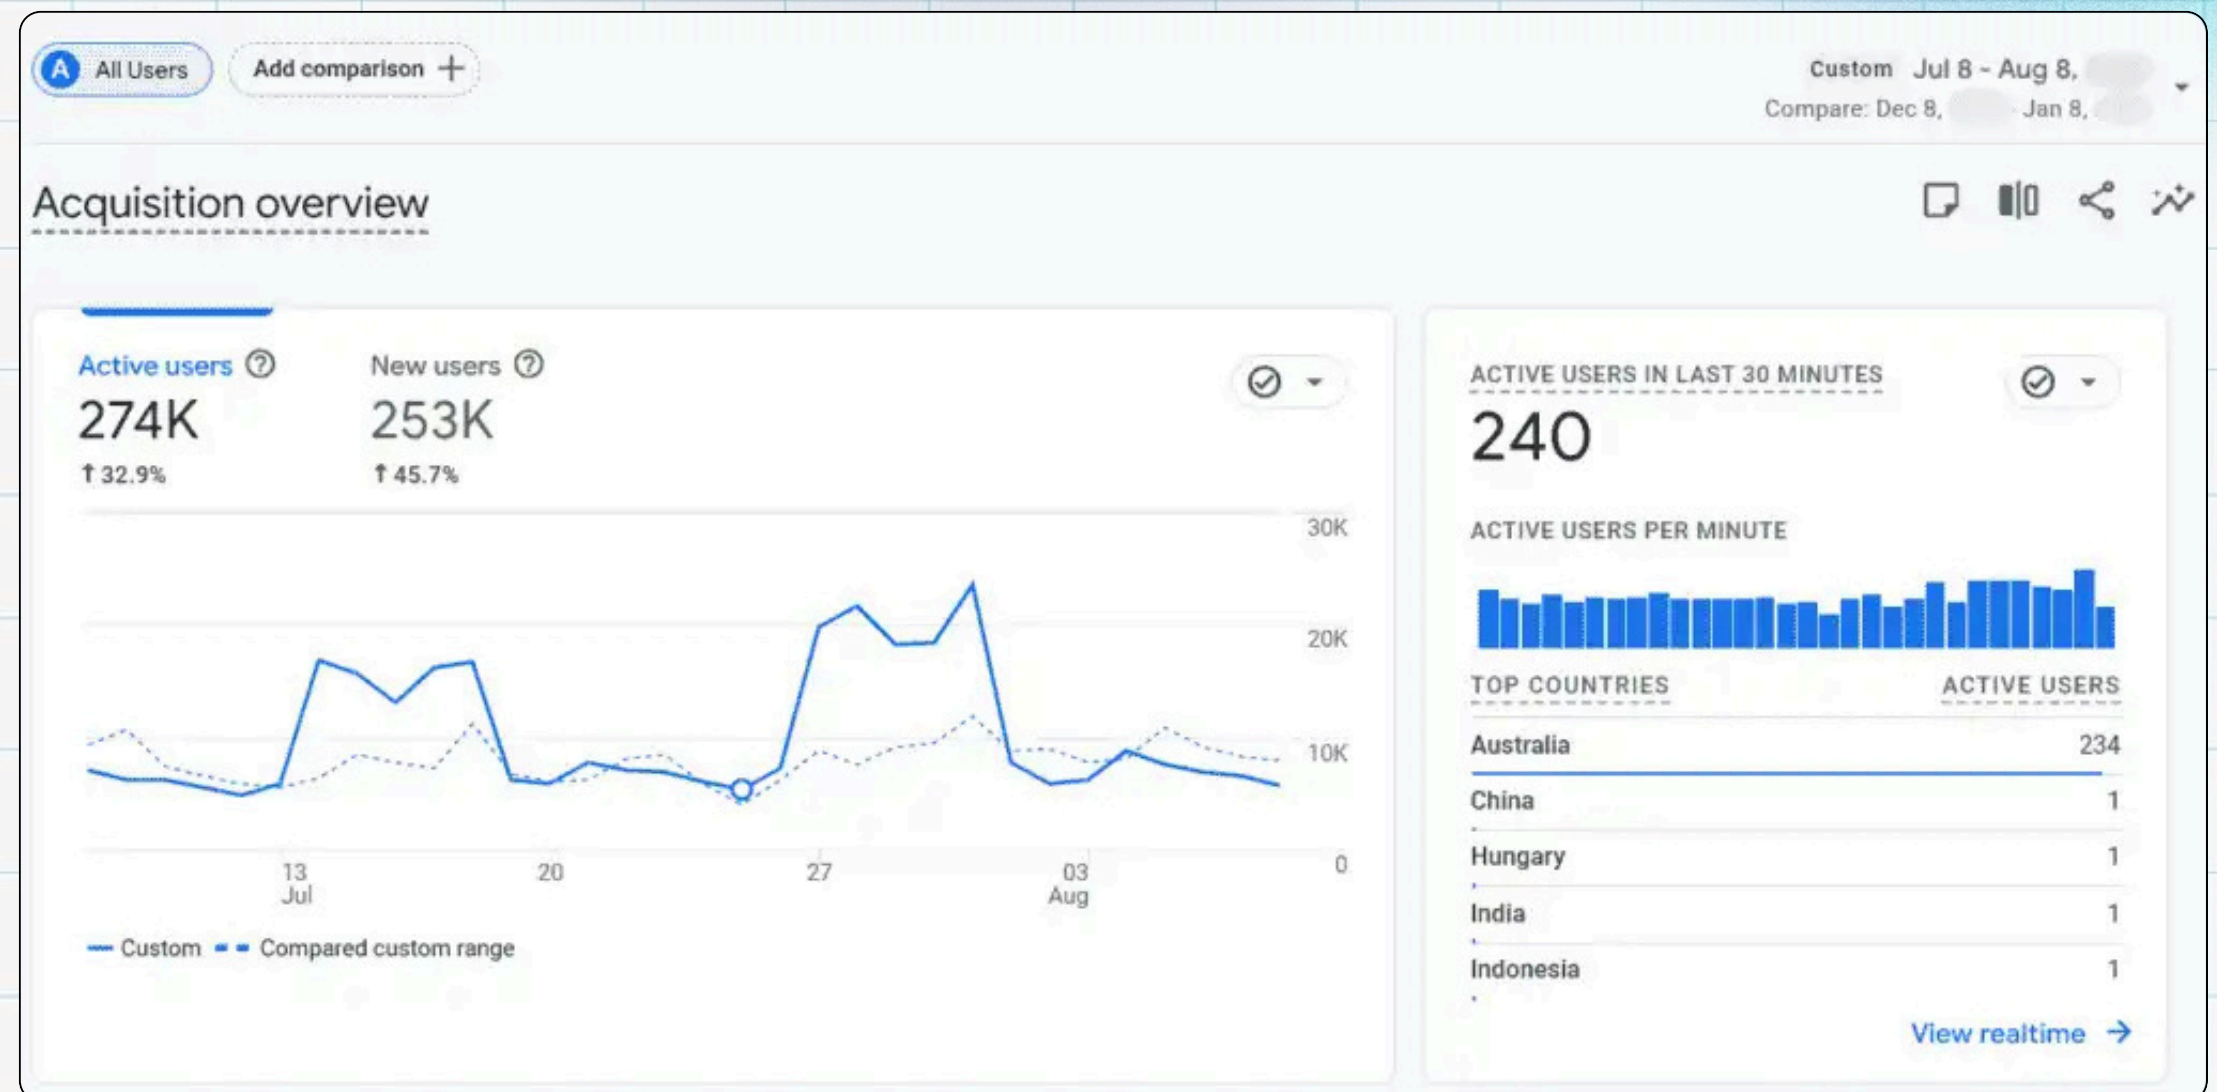 A All Users Add comparison +
Custom Jul 8 - Aug 8,
Compare: Dec 8, - Jan 8,
Acquisition overview
Active users ? New users ?
274K 253K
↑ 32.9% ↑ 45.7%
30K
20K
10K
0
13 20 27 03
Jul Aug
Custom Compared custom range
ACTIVE USERS IN LAST 30 MINUTES
240
ACTIVE USERS PER MINUTE
TOP COUNTRIES ACTIVE USERS
Australia 234
China 1
Hungary 1
India 1
Indonesia 1
View realtime →